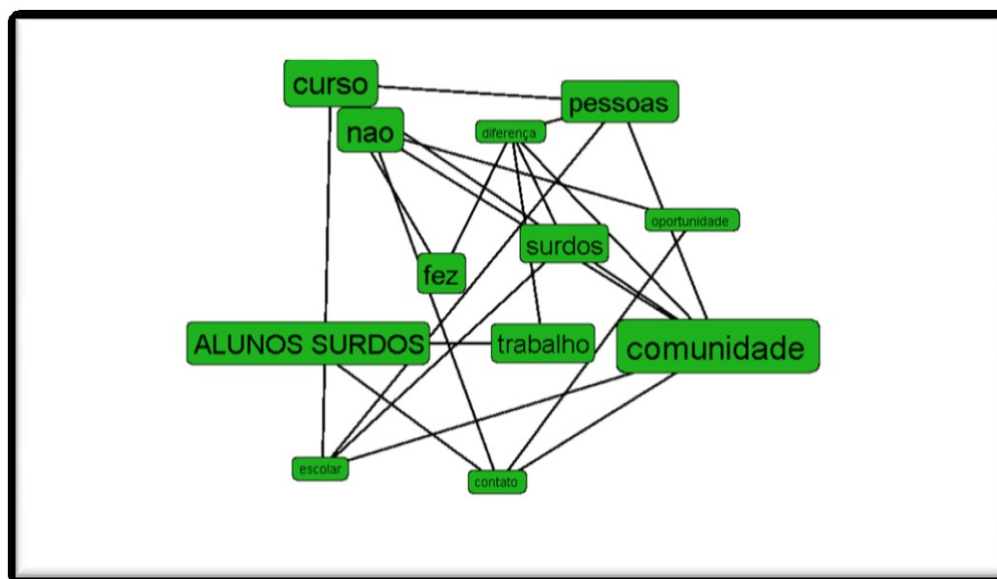 curso
pessoas
nao
diferença
oportunidade
surdos
fez
ALUNOS SURDOS
trabalho
comunidade
escolar
contato